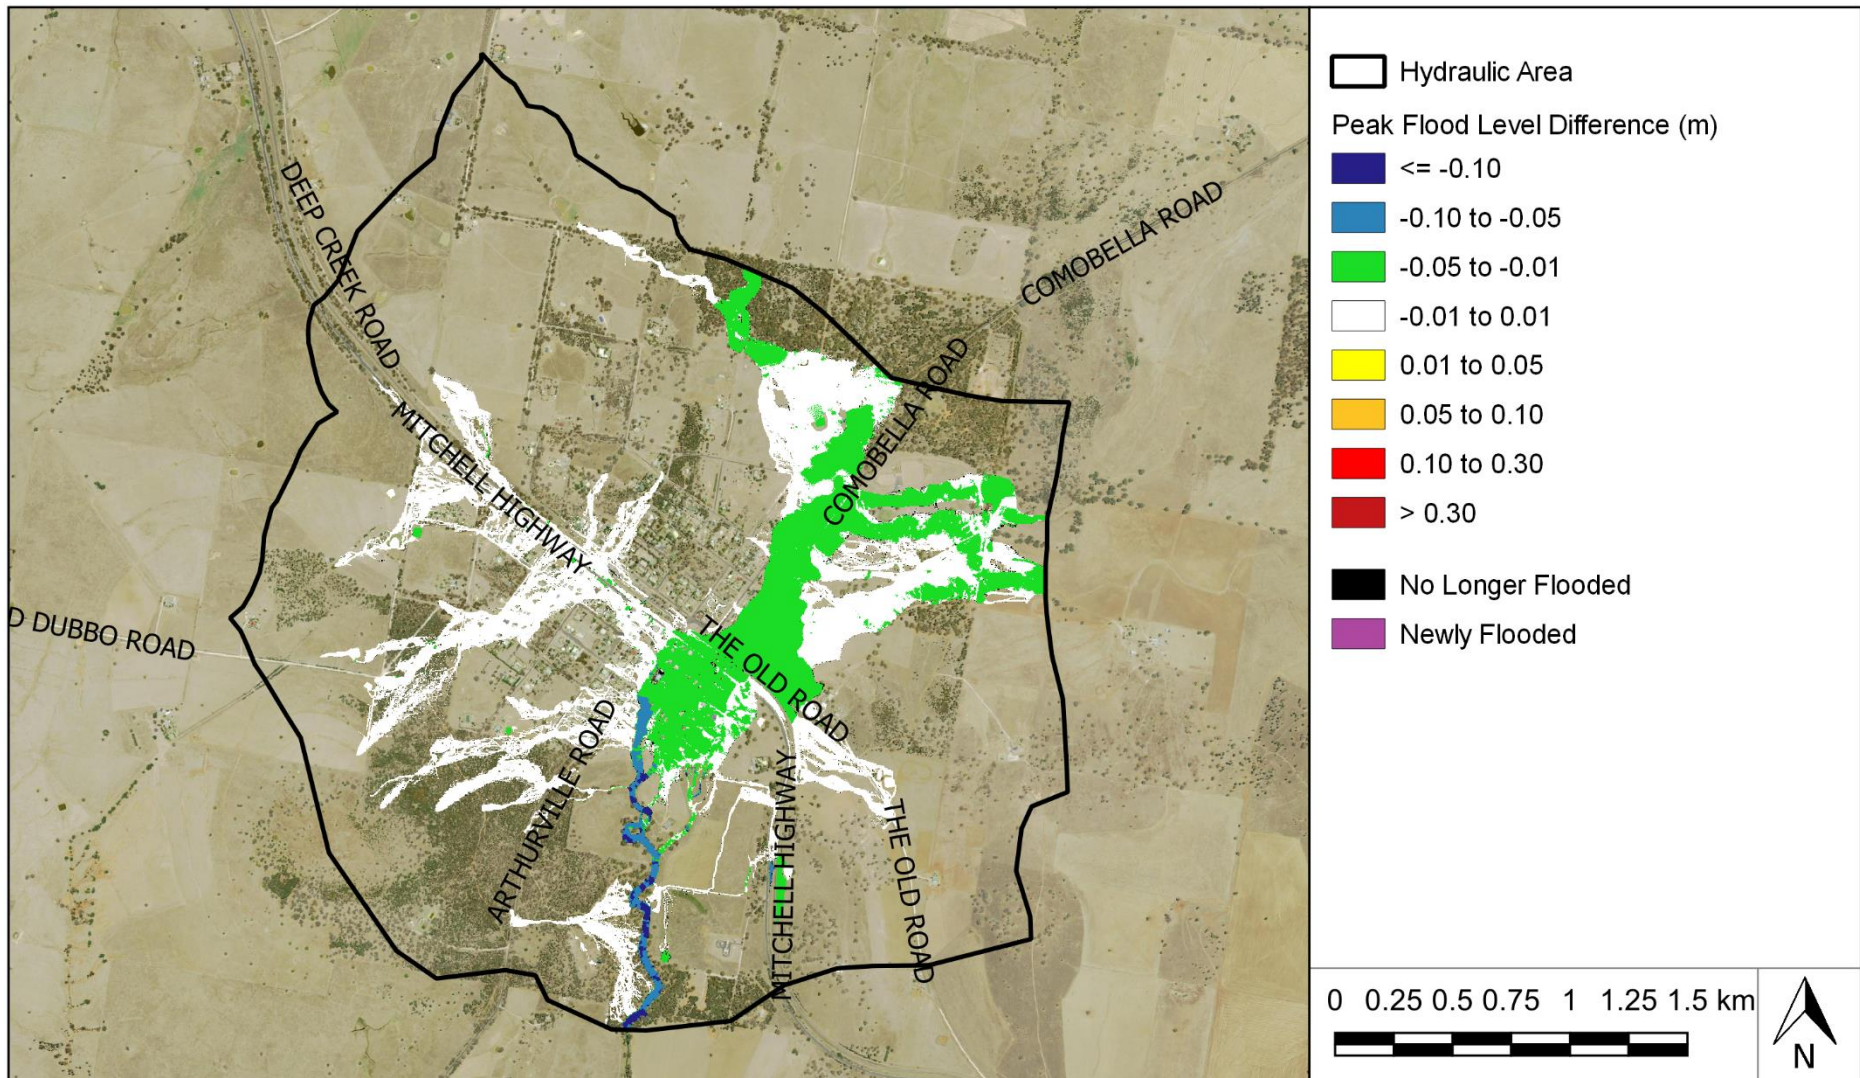 DEEP CREEK ROAD
COMOBELLA ROAD
COMOBELLA ROAD
MITCHELL HIGHWAY
D DUBBO ROAD
THE OLD ROAD
ARTHURVILLE ROAD
MITCHELL HIGHWAY
THE OLD ROAD
Hydraulic Area
Peak Flood Level Difference (m)
<= -0.10
-0.10 to -0.05
-0.05 to -0.01
-0.01 to 0.01
0.01 to 0.05
0.05 to 0.10
0.10 to 0.30
> 0.30
No Longer Flooded
Newly Flooded
0 0.25 0.5 0.75 1 1.25 1.5 km
N